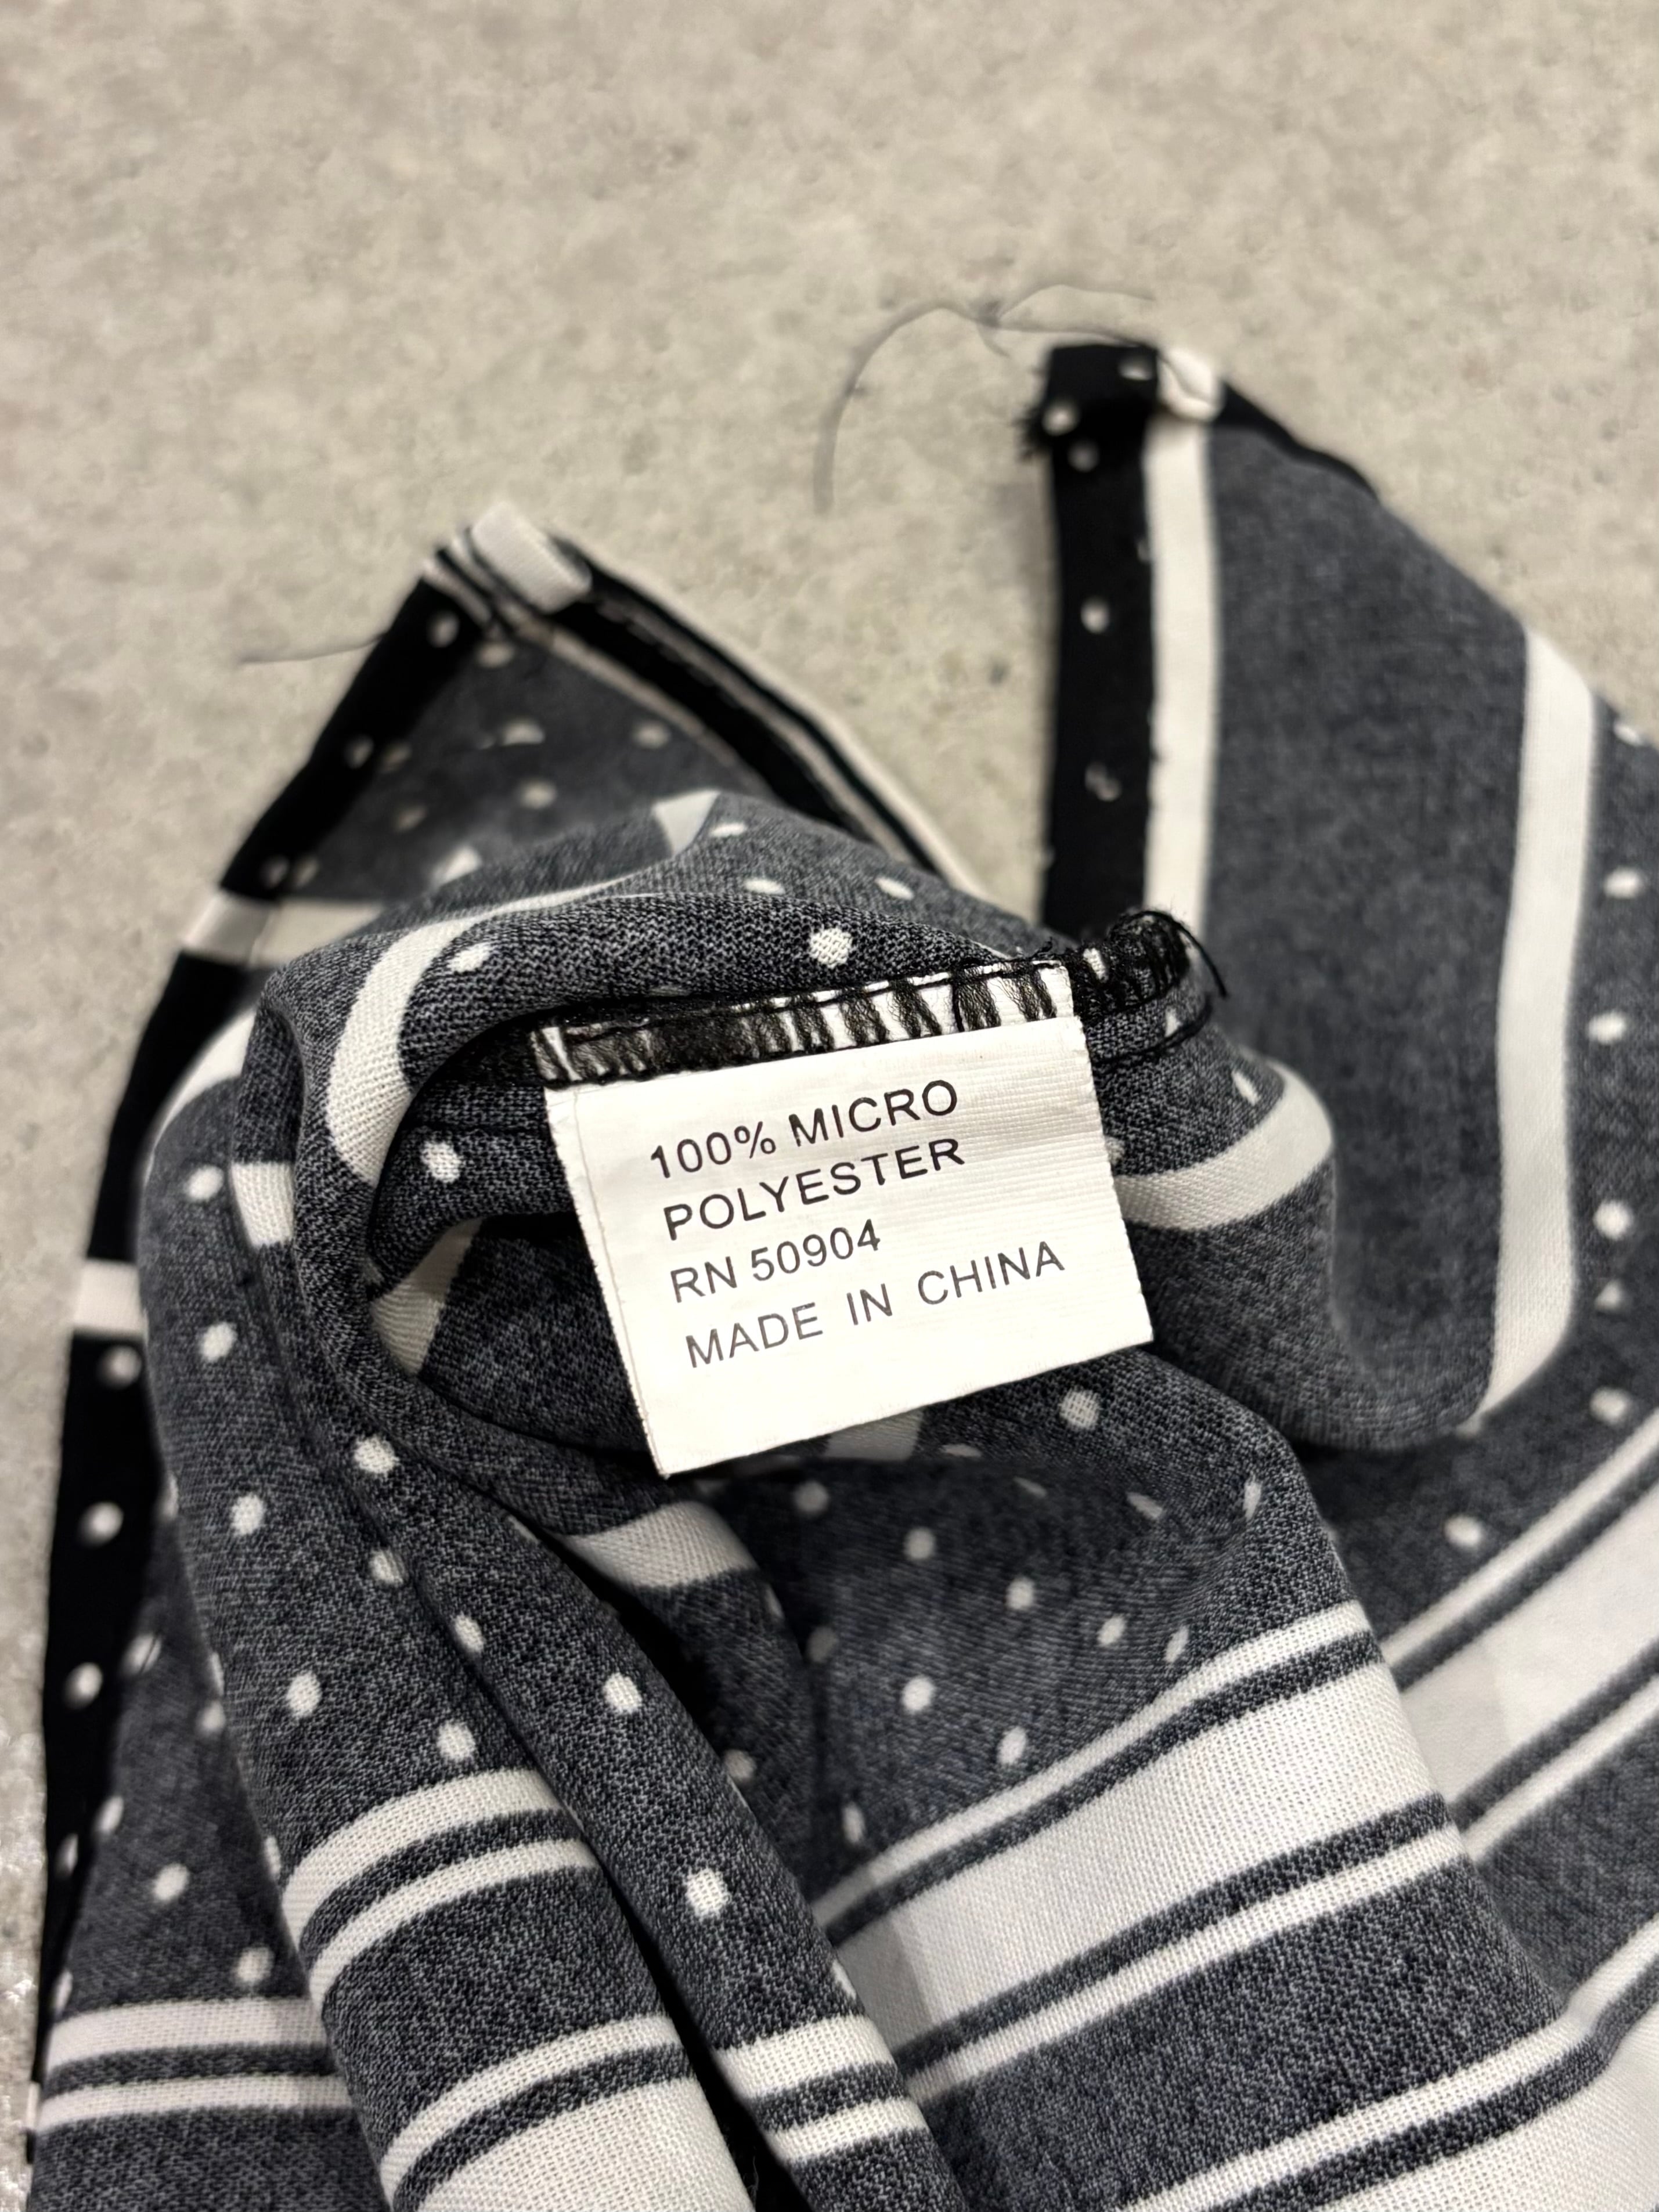 100% MICRO
POLYESTER
RN 50904
MADE IN CHINA